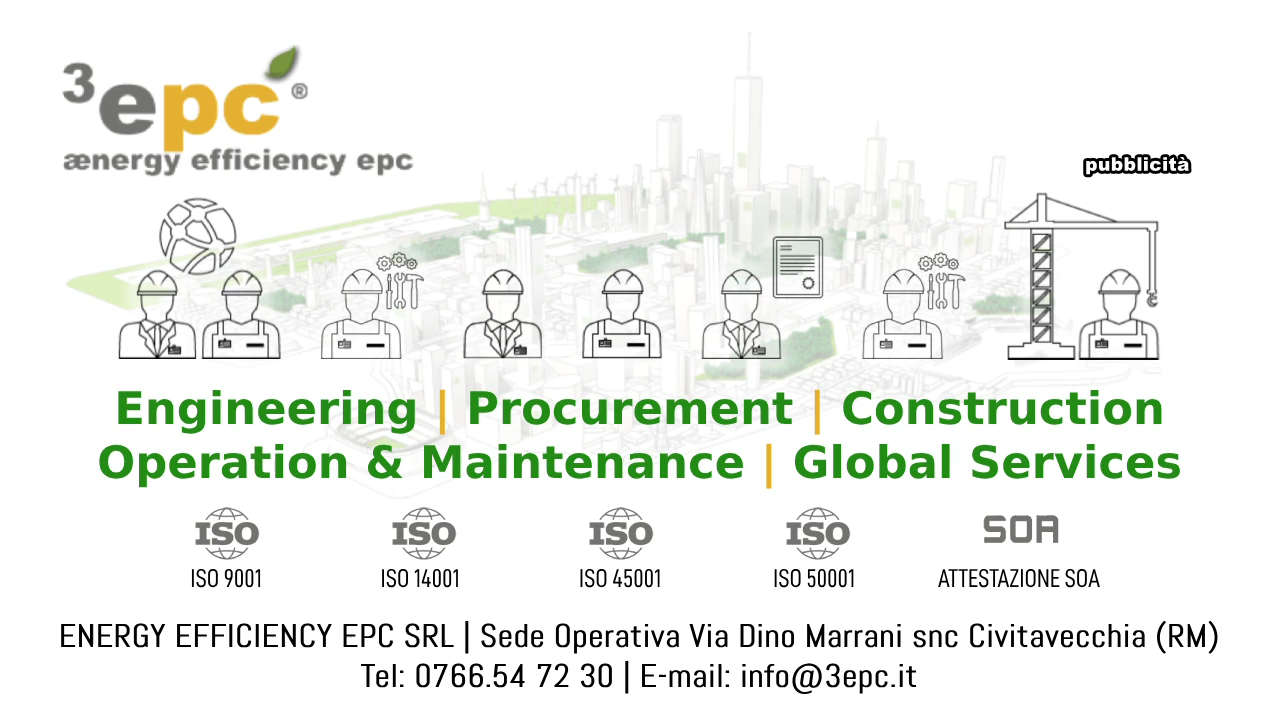 3epc®
ænergy efficiency epc
pubblicità
Engineering | Procurement | Construction
Operation & Maintenance | Global Services
ISO ISO ISO ISO SOA
ISO 9001 ISO 14001 ISO 45001 ISO 50001 ATTESTAZIONE SOA
ENERGY EFFICIENCY EPC SRL | Sede Operativa Via Dino Marrani snc Civitavecchia (RM)
Tel: 0766.54 72 30 | E-mail: info@3epc.it